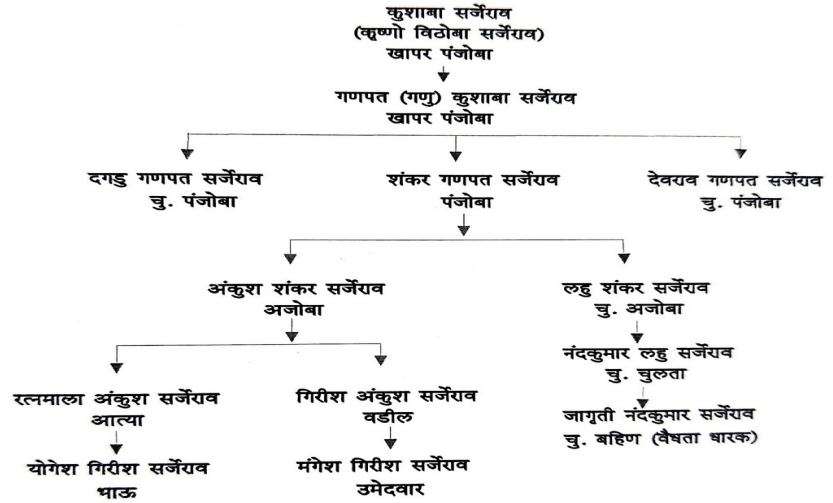 कुशाबा सर्जेराव
(कृष्णो विठोबा सर्जेराव)
खापर पंजोबा
गणपत (गणु) कुशाबा सर्जेराव
खापर पंजोबा
दगडु गणपत सर्जेराव
चु. पंजोबा
शंकर गणपत सर्जेराव
पंजोबा
देवराव गणपत सर्जेराव
चु. पंजोबा
अंकुश शंकर सर्जेराव
अजोबा
लहु शंकर सर्जेराव
चु. अजोबा
रत्नमाला अंकुश सर्जेराव
आत्या
गिरीश अंकुश सर्जेराव
वडील
नंदकुमार लहु सर्जेराव
चु. चुलता
योगेश गिरीश सर्जेराव
भाऊ
मंगेश गिरीश सर्जेराव
उमेदवार
जागृती नंदकुमार सर्जेराव
चु. बहिण (वैधता धारक)